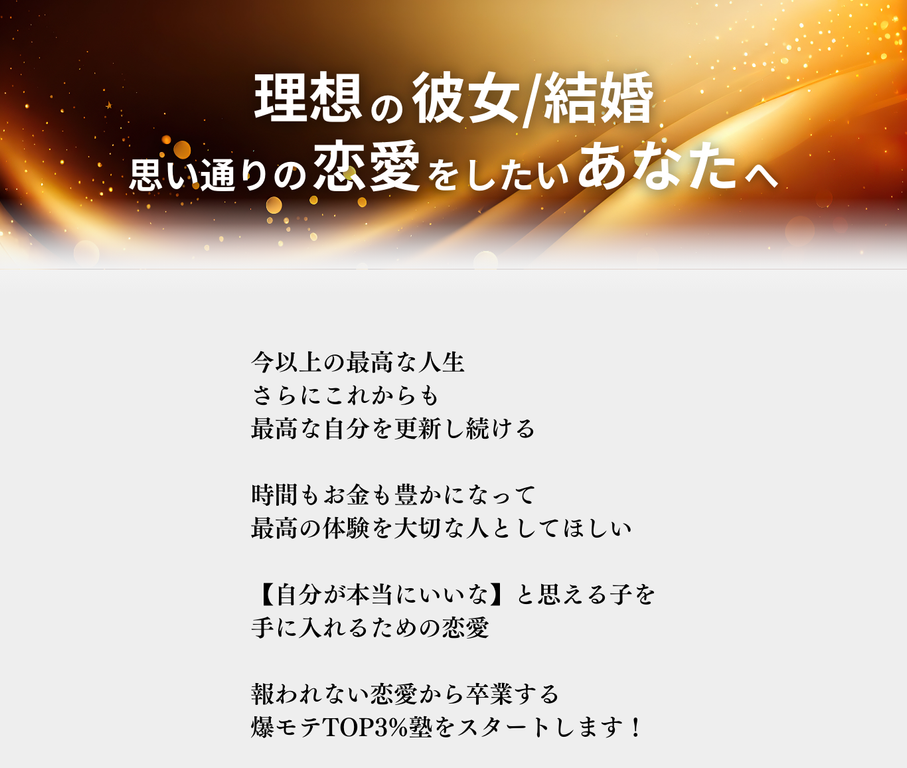 理想の彼女/結婚
思い通りの恋愛をしたいあなたへ
今以上の最高な人生
さらにこれからも
最高な自分を更新し続ける
時間もお金も豊かになって
最高の体験を大切な人としてほしい
【自分が本当にいいな】と思える子を
手に入れるための恋愛
報われない恋愛から卒業する
爆モテTOP3%塾をスタートします！